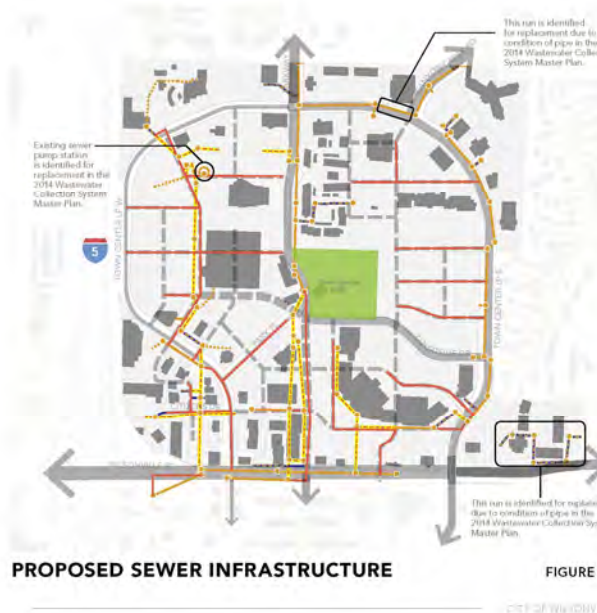 This run is identified
for replacement due to
condition of pipe in the
2014 Wastewater Collec
System Master Plan.
Existing sewer
pump station
is identified for
replacement in the
2014 Wastewater
Collection System
Master Plan.
TOWN CENTER LP W
5
TOWN CENTER LP E
This run is identified for replace
due to condition of pipe in the
2014 Wastewater Collection Sys
Master Plan.
PROPOSED SEWER INFRASTRUCTURE
FIGURE